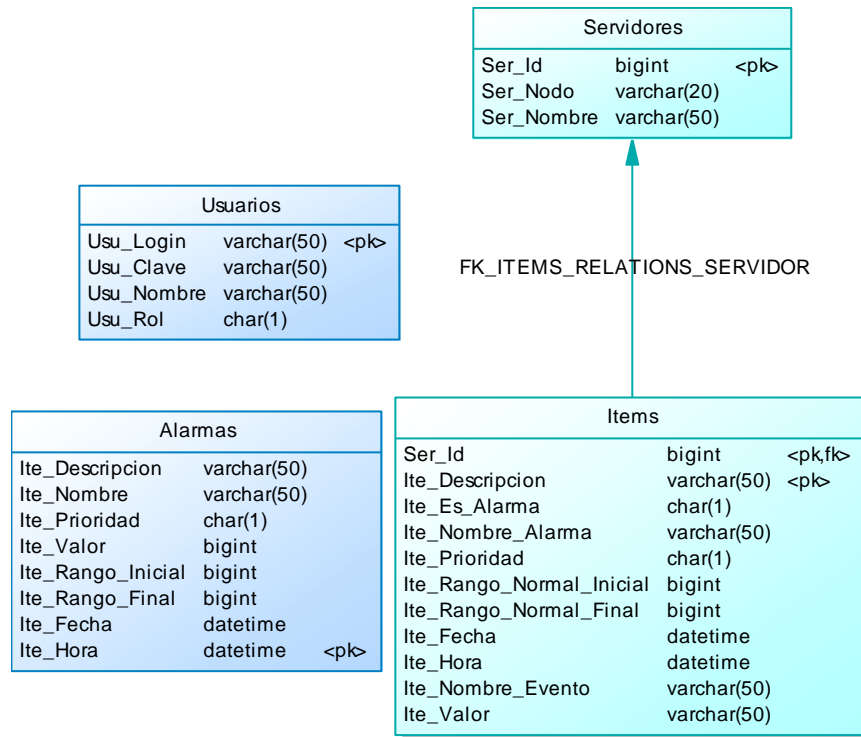 Servidores
Ser_Id bigint <pk>
Ser_Nodo varchar(20)
Ser_Nombre varchar(50)
Usuarios
Usu_Login varchar(50) <pk>
Usu_Clave varchar(50)
Usu_Nombre varchar(50)
Usu_Rol char(1)
FK_ITEMS_RELATIONS_SERVIDOR
Alarmas
Ite_Descripcion varchar(50)
Ite_Nombre varchar(50)
Ite_Prioridad char(1)
Ite_Valor bigint
Ite_Rango_Inicial bigint
Ite_Rango_Final bigint
Ite_Fecha datetime
Ite_Hora datetime <pk>
Items
Ser_Id bigint <pk,fk>
Ite_Descripcion varchar(50) <pk>
Ite_Es_Alarma char(1)
Ite_Nombre_Alarma varchar(50)
Ite_Prioridad char(1)
Ite_Rango_Normal_Inicial bigint
Ite_Rango_Normal_Final bigint
Ite_Fecha datetime
Ite_Hora datetime
Ite_Nombre_Evento varchar(50)
Ite_Valor varchar(50)